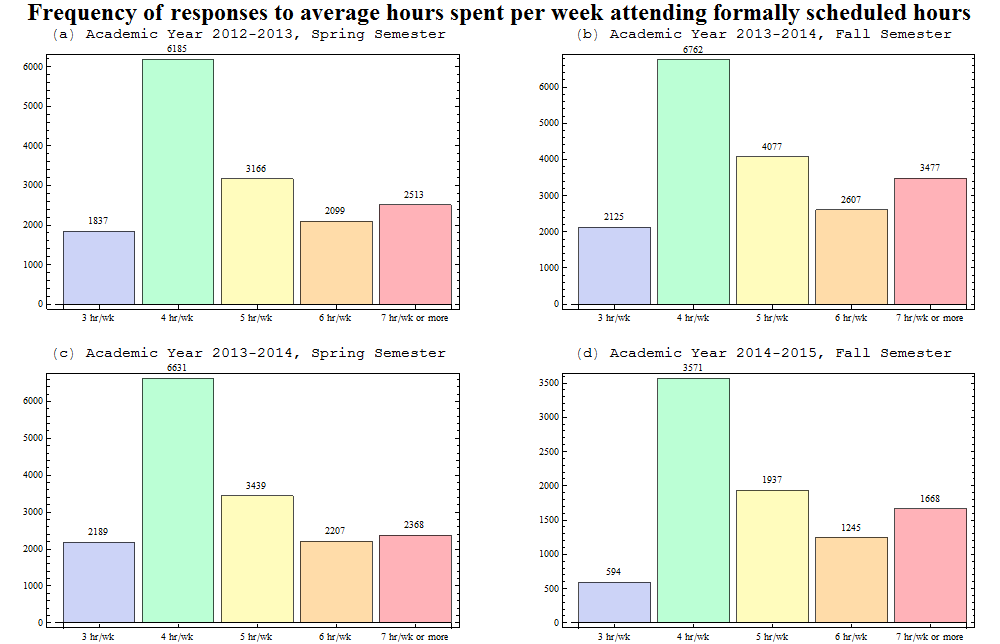 Frequency of responses to average hours spent per week attending formally scheduled hours
(a) Academic Year 2012-2013, Spring Semester
6185
6000
5000
4000
3000
2000
1000
0
1837
3166
2099
2513
3 hr/wk
4 hr/wk
5 hr/wk
6 hr/wk
7 hr/wk or more
(b) Academic Year 2013-2014, Fall Semester
6762
6000
5000
4000
3000
2000
1000
0
2125
4077
2607
3477
3 hr/wk
4 hr/wk
5 hr/wk
6 hr/wk
7 hr/wk or more
(c) Academic Year 2013-2014, Spring Semester
6631
6000
5000
4000
3000
2000
1000
0
2189
3439
2207
2368
3 hr/wk
4 hr/wk
5 hr/wk
6 hr/wk
7 hr/wk or more
(d) Academic Year 2014-2015, Fall Semester
3571
3500
3000
2500
2000
1500
1000
500
0
594
1937
1245
1668
3 hr/wk
4 hr/wk
5 hr/wk
6 hr/wk
7 hr/wk or more